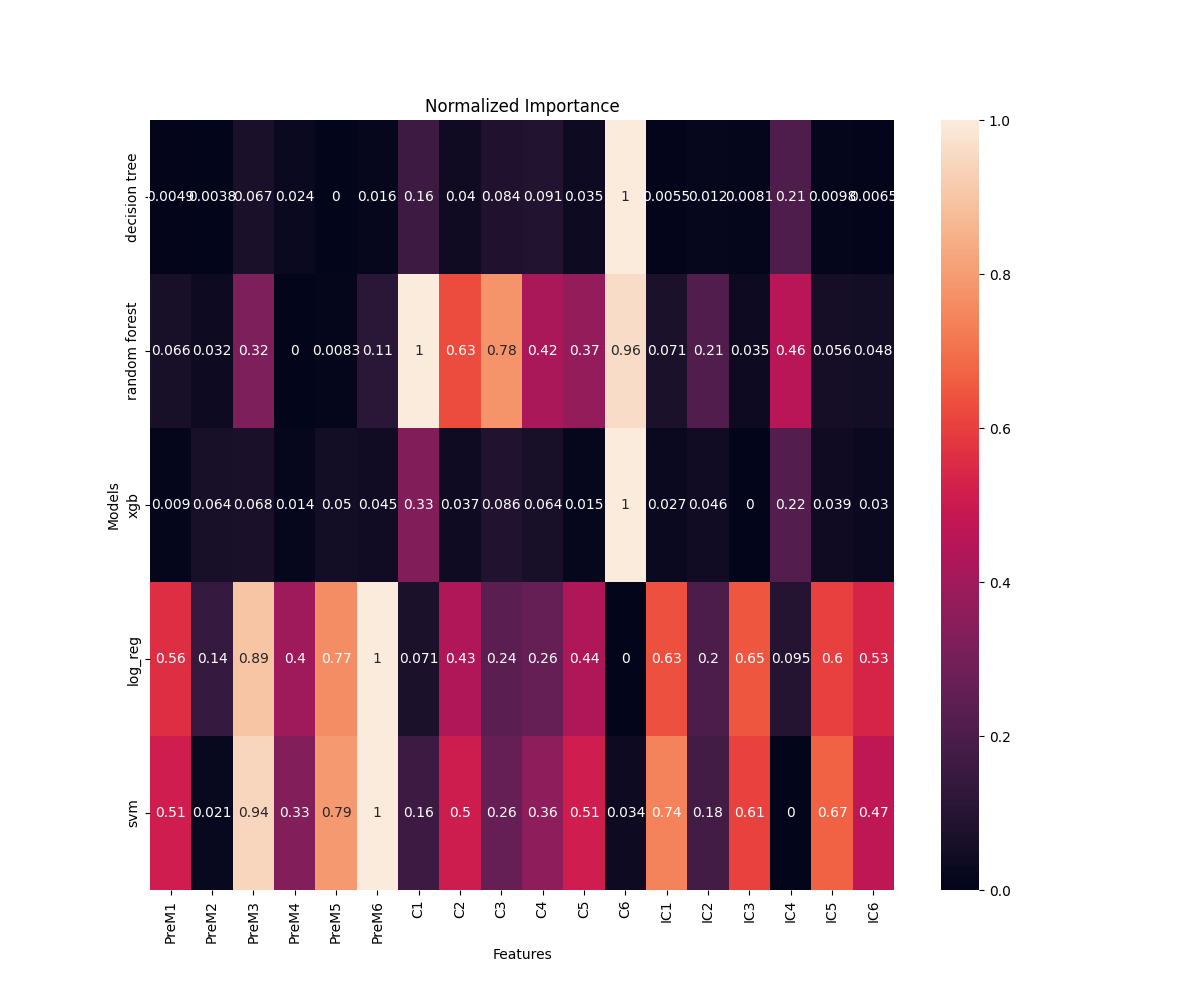 Normalized Importance
decision tree
0.0049 0.0038 0.067 0.024 0 0.016 0.16 0.04 0.084 0.091 0.035 1 0.0055 0.012 0.0081 0.21 0.0098 0.0065
random forest
0.066 0.032 0.32 0 0.0083 0.11 1 0.63 0.78 0.42 0.37 0.96 0.071 0.21 0.035 0.46 0.056 0.048
Models
xgb
0.009 0.064 0.068 0.014 0.05 0.045 0.33 0.037 0.086 0.064 0.015 1 0.027 0.046 0 0.22 0.039 0.03
log_reg
0.56 0.14 0.89 0.4 0.77 1 0.071 0.43 0.24 0.26 0.44 0 0.63 0.2 0.65 0.095 0.6 0.53
svm
0.51 0.021 0.94 0.33 0.79 1 0.16 0.5 0.26 0.36 0.51 0.034 0.74 0.18 0.61 0 0.67 0.47
PreM1 PreM2 PreM3 PreM4 PreM5 PreM6 C1 C2 C3 C4 C5 C6 IC1 IC2 IC3 IC4 IC5 IC6
Features
1.0
0.8
0.6
0.4
0.2
0.0